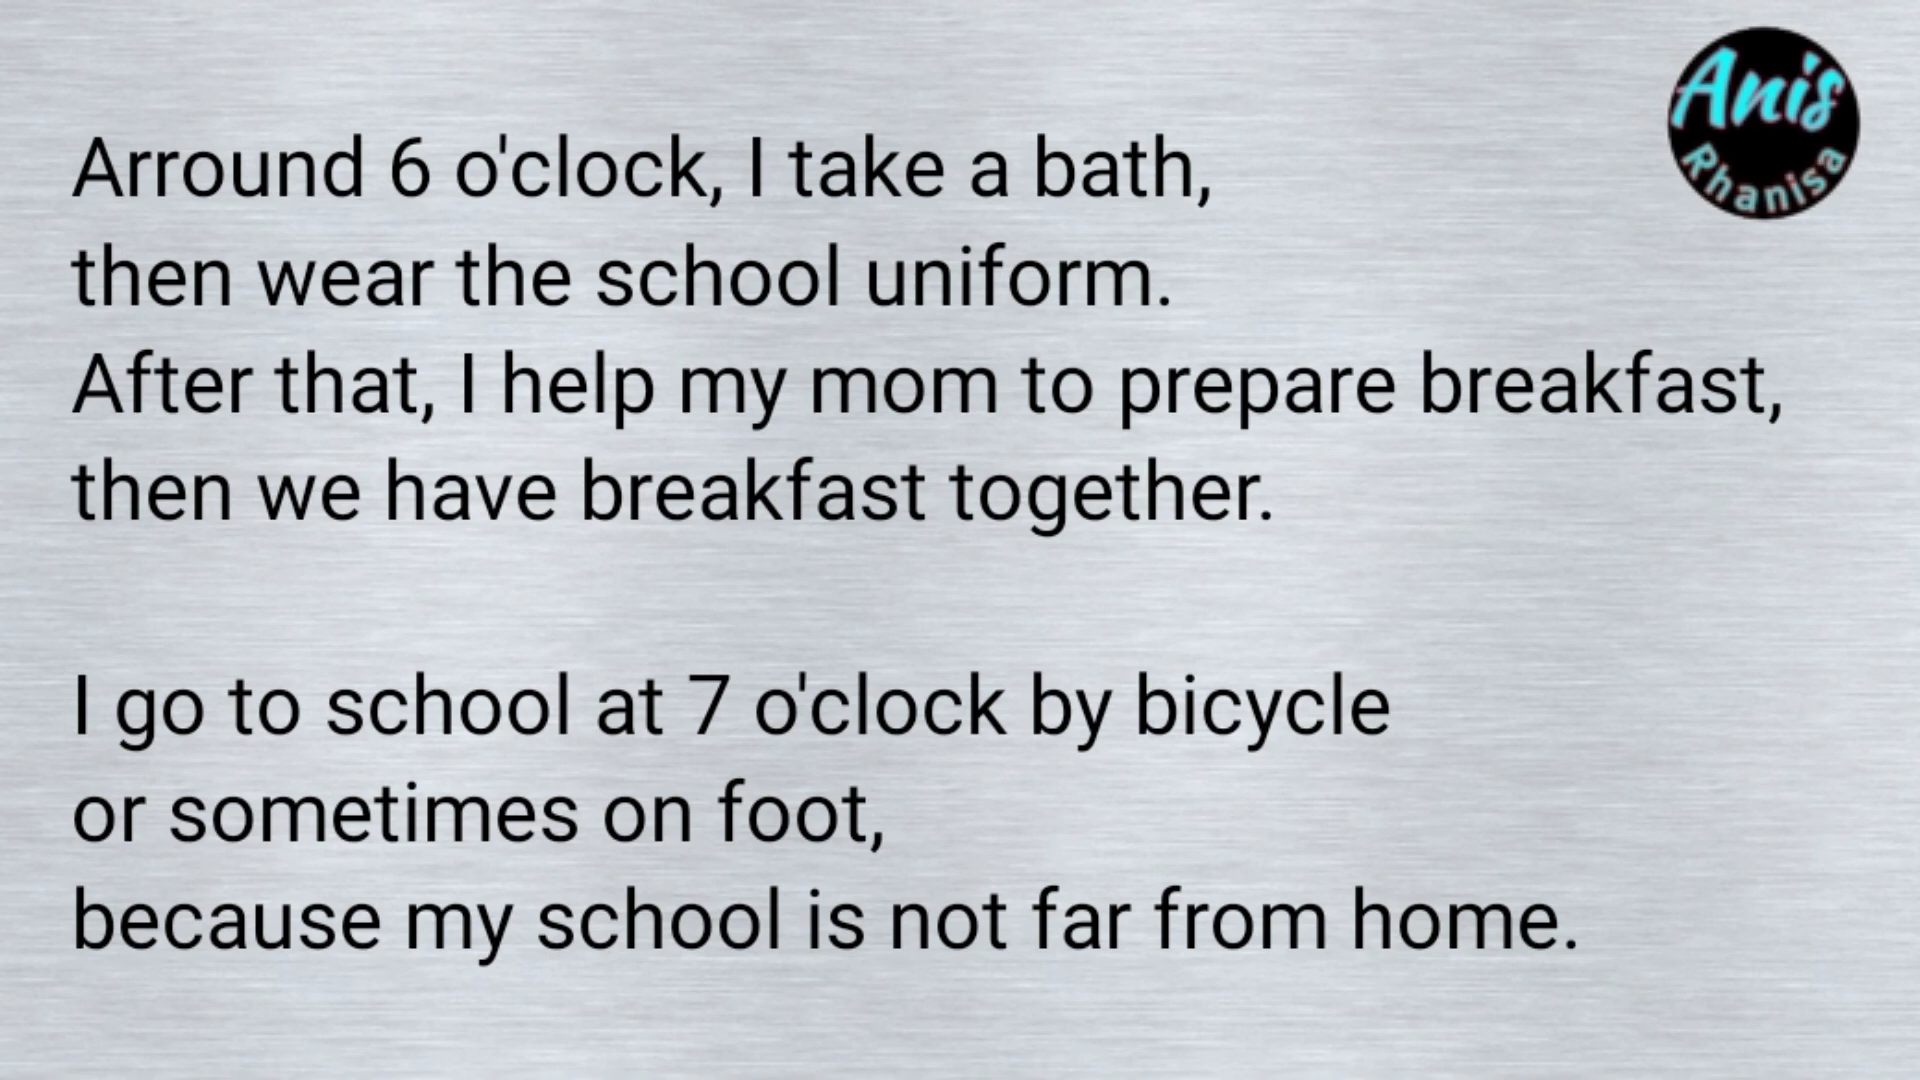 Anis
Rhanisa
Arround 6 o'clock, I take a bath,
then wear the school uniform.
After that, I help my mom to prepare breakfast,
then we have breakfast together.
I go to school at 7 o'clock by bicycle
or sometimes on foot,
because my school is not far from home.